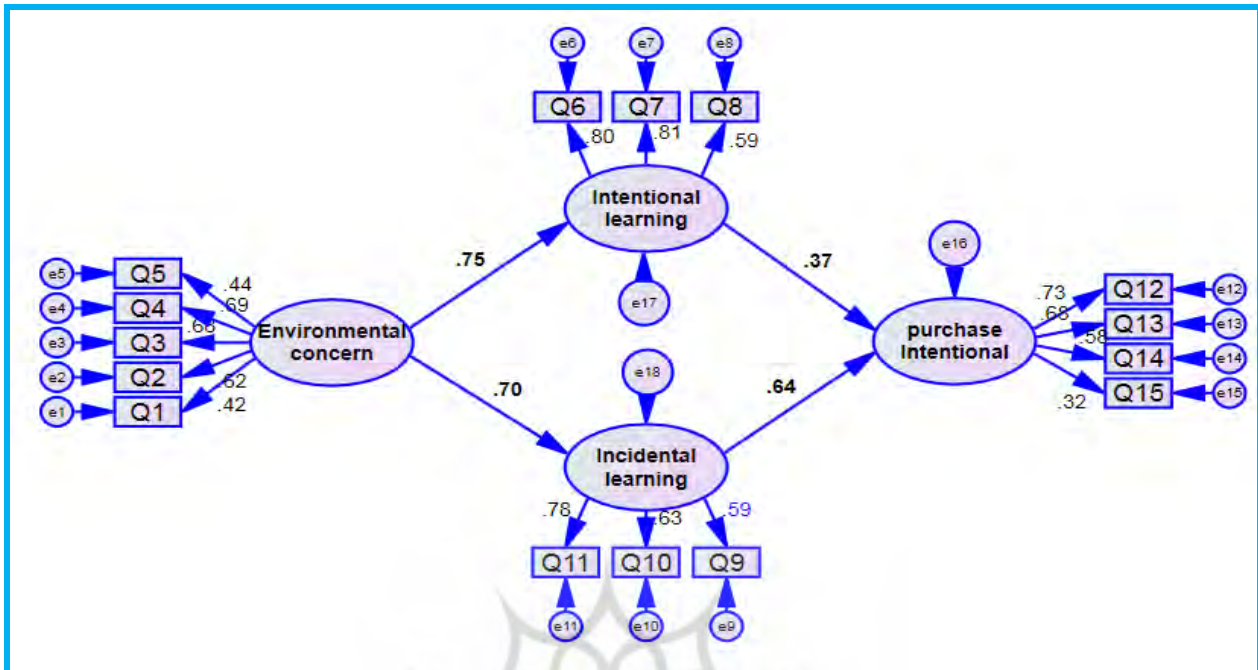 e6
e7
e8
Q6
Q7
Q8
.80
.81
.59
Intentional
learning
.75
.37
e17
e16
e5
Q5
.44
e4
Q4
.69
e3
Q3
.68
e2
Q2
.62
e1
Q1
.42
Environmental
concern
purchase
Intentional
.73
Q12
e12
.68
Q13
e13
.58
Q14
e14
.32
Q15
e15
e18
.70
.64
Incidental
learning
.78
.63
.59
Q11
Q10
Q9
e11
e10
e9